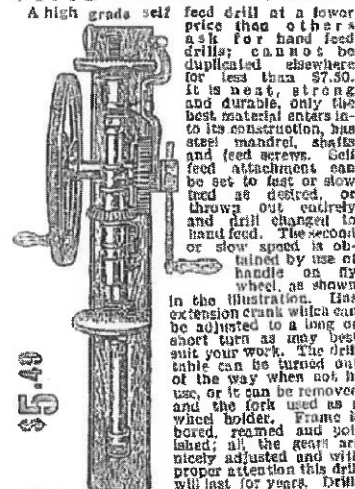 A high grade self feed drill at a lower
price than others
ask for hand feed
drills; cannot be
duplicated elsewhere
for less than $7.50.
It is neat, strong
and durable, only the
best material enters in-
to its construction, has
steel mandrel, shafts
and feed screws. Self
feed attachment can
be set to fast or slow
feed as desired, or
thrown out entirely
and drill changed to
hand feed. The second
or slow speed is ob-
tained by use of
handle on fly
wheel, as shown
in the illustration. Has
extension crank which can
be adjusted to a long or
short turn as may best
suit your work. The drill
table can be turned out
of the way when not in
use, or it can be removed
and the fork used as a
wheel holder. Frame is
bored, reamed and pol-
ished; all the gears are
nicely adjusted and with
proper attention this drill
will last for years. Drill
$5.40